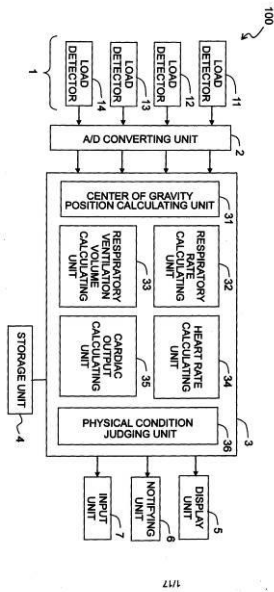 1/17
100
1
LOAD
DETECTOR
11
LOAD
DETECTOR
12
LOAD
DETECTOR
13
LOAD
DETECTOR
14
A/D CONVERTING UNIT
2
3
CENTER OF GRAVITY
POSITION CALCULATING UNIT
31
RESPIRATORY
RATE
CALCULATING
UNIT
32
RESPIRATORY
VENTILATION
VOLUME
CALCULATING
UNIT
33
HEART RATE
CALCULATING
UNIT
34
CARDIAC
OUTPUT
CALCULATING
UNIT
35
PHYSICAL CONDITION
JUDGING UNIT
36
STORAGE UNIT
4
DISPLAY
UNIT
5
NOTIFYING
UNIT
6
INPUT
UNIT
7